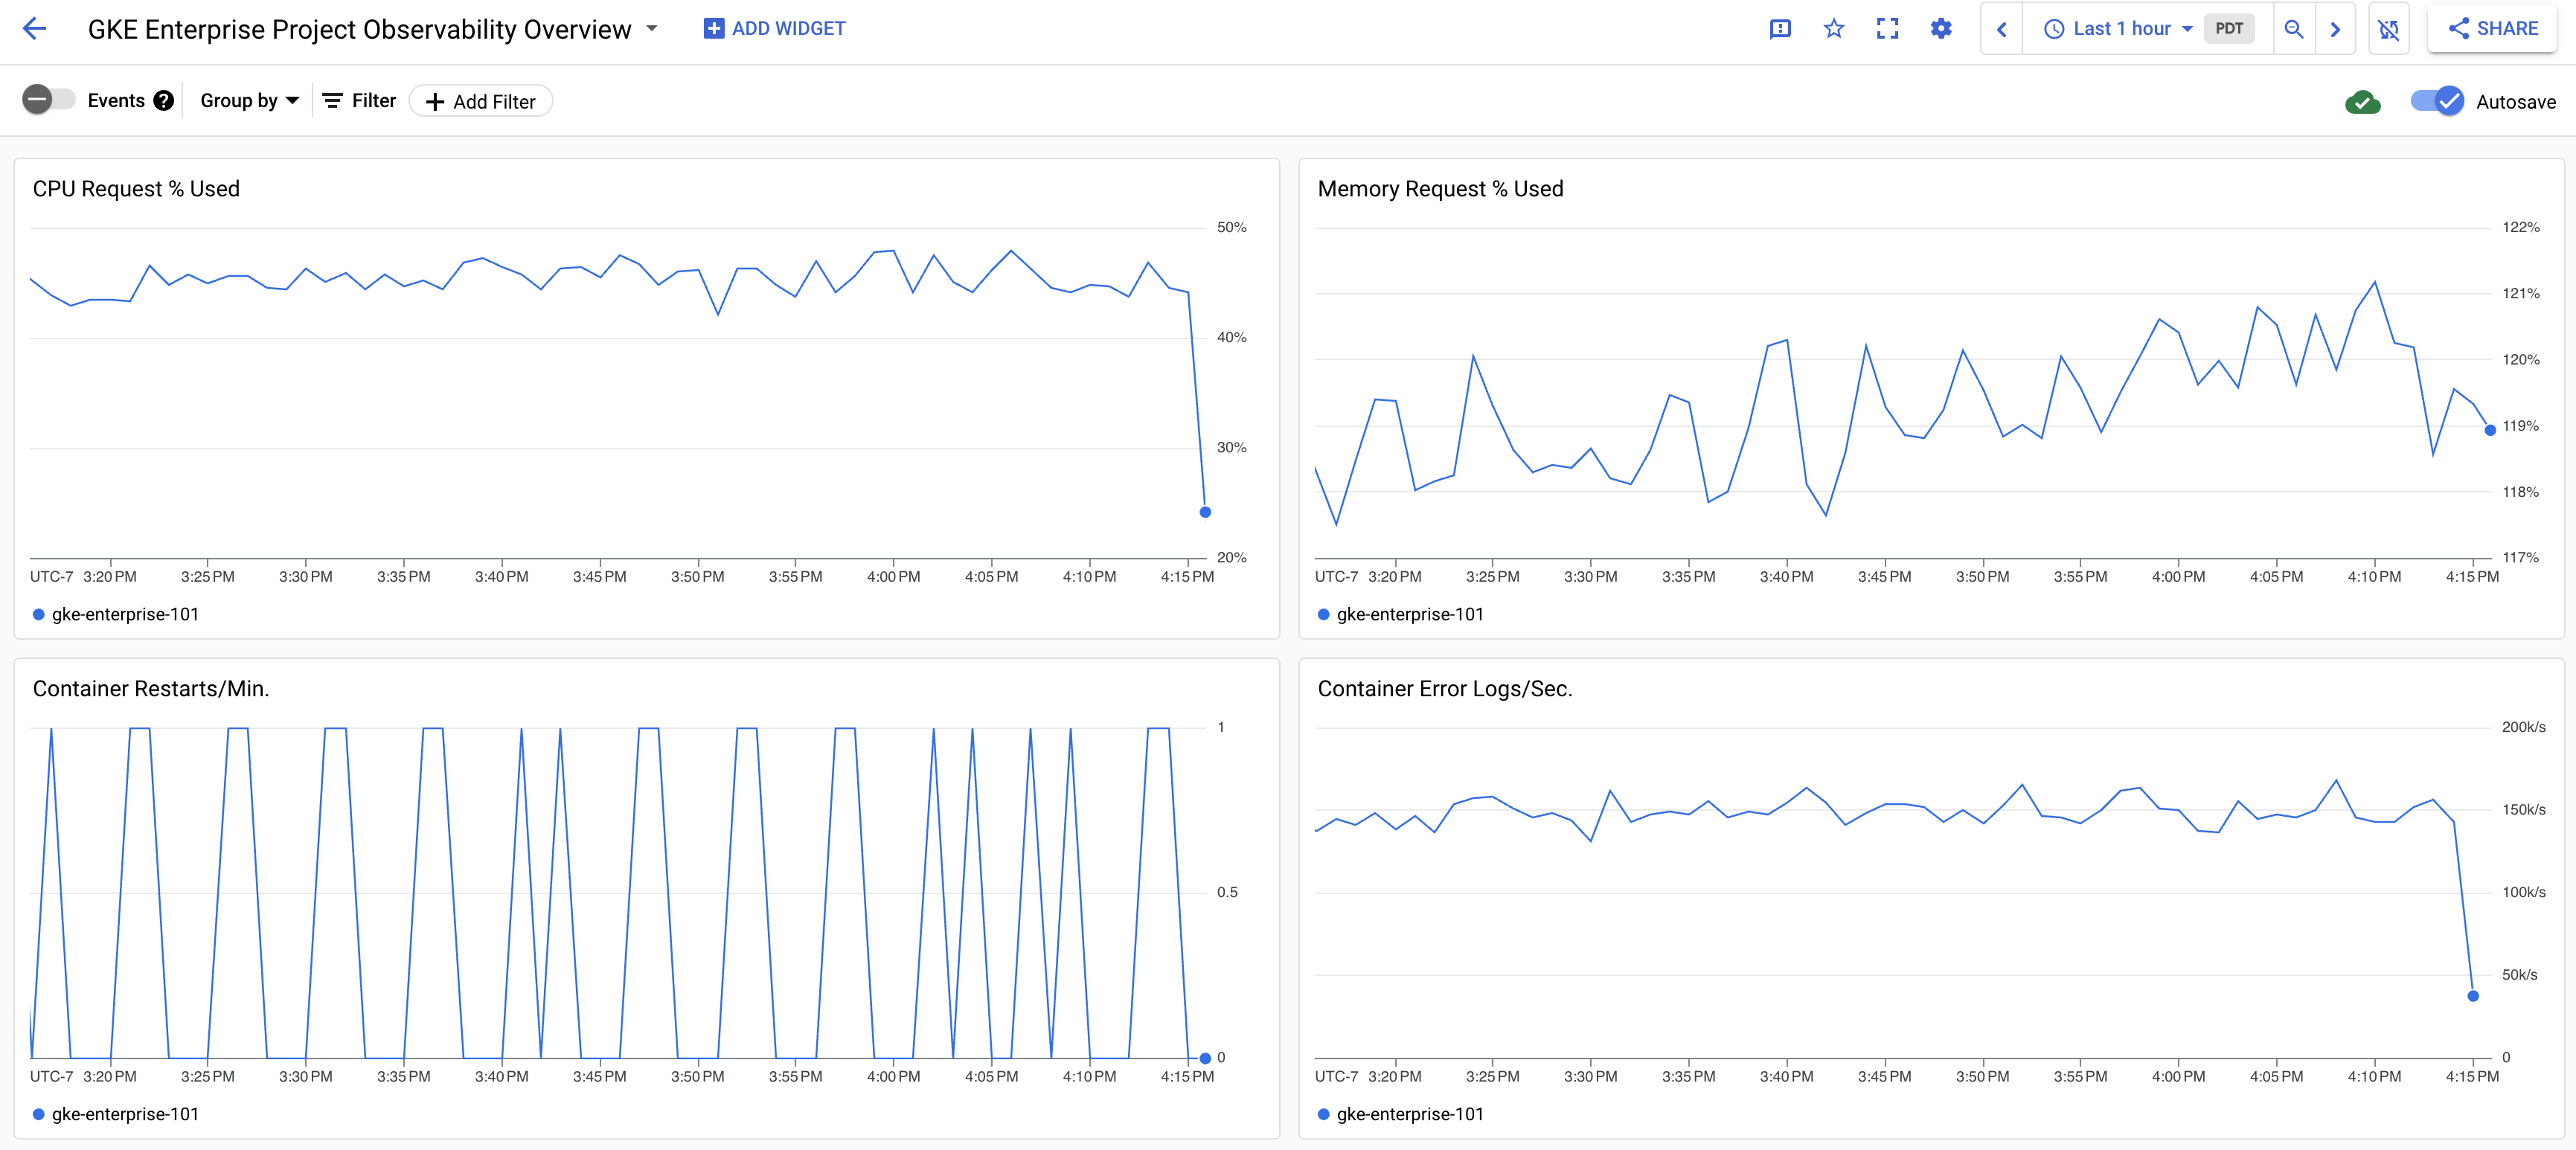 GKE Enterprise Project Observability Overview
ADD WIDGET
Last 1 hour
PDT
SHARE
Events
Group by
Filter
Add Filter
Autosave
CPU Request % Used
50%
40%
30%
20%
UTC-7 3:20 PM 3:25 PM 3:30 PM 3:35 PM 3:40 PM 3:45 PM 3:50 PM 3:55 PM 4:00 PM 4:05 PM 4:10 PM 4:15 PM
gke-enterprise-101
Memory Request % Used
122%
121%
120%
119%
118%
117%
UTC-7 3:20 PM 3:25 PM 3:30 PM 3:35 PM 3:40 PM 3:45 PM 3:50 PM 3:55 PM 4:00 PM 4:05 PM 4:10 PM 4:15 PM
gke-enterprise-101
Container Restarts/Min.
1
0.5
0
UTC-7 3:20 PM 3:25 PM 3:30 PM 3:35 PM 3:40 PM 3:45 PM 3:50 PM 3:55 PM 4:00 PM 4:05 PM 4:10 PM 4:15 PM
gke-enterprise-101
Container Error Logs/Sec.
200k/s
150k/s
100k/s
50k/s
0
UTC-7 3:20 PM 3:25 PM 3:30 PM 3:35 PM 3:40 PM 3:45 PM 3:50 PM 3:55 PM 4:00 PM 4:05 PM 4:10 PM 4:15 PM
gke-enterprise-101